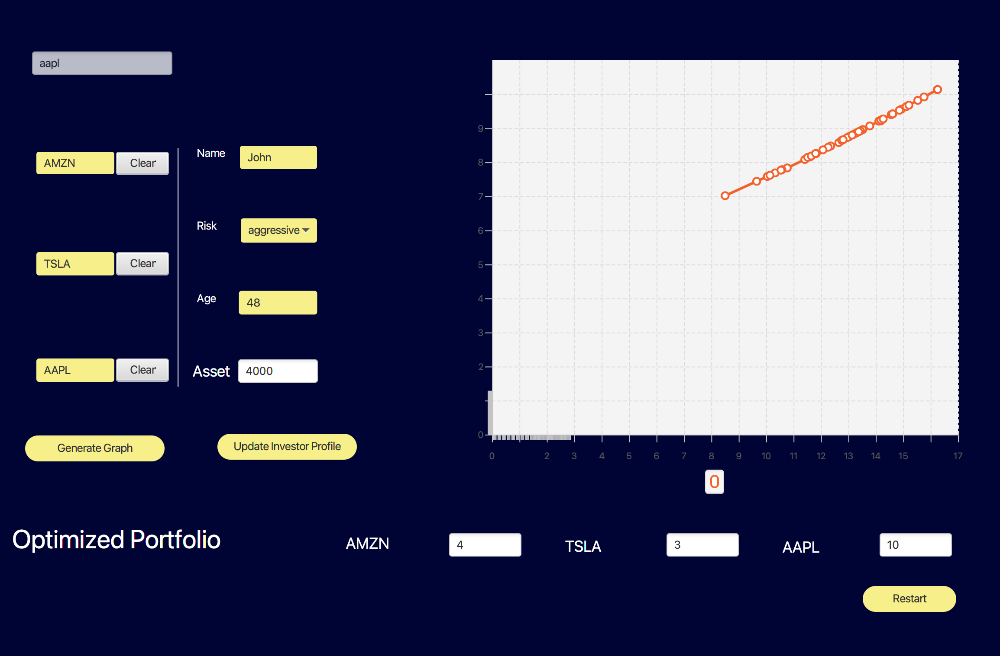 aapl
AMZN
Clear
TSLA
Clear
AAPL
Clear
Name
John
Risk
aggressive
Age
48
Asset
4000
Generate Graph
Update Investor Profile
9
8
7
6
5
4
3
2
0
0 2 3 4 5 6 7 8 9 10 11 12 13 14 15 17
Optimized Portfolio
AMZN
4
TSLA
3
AAPL
10
Restart